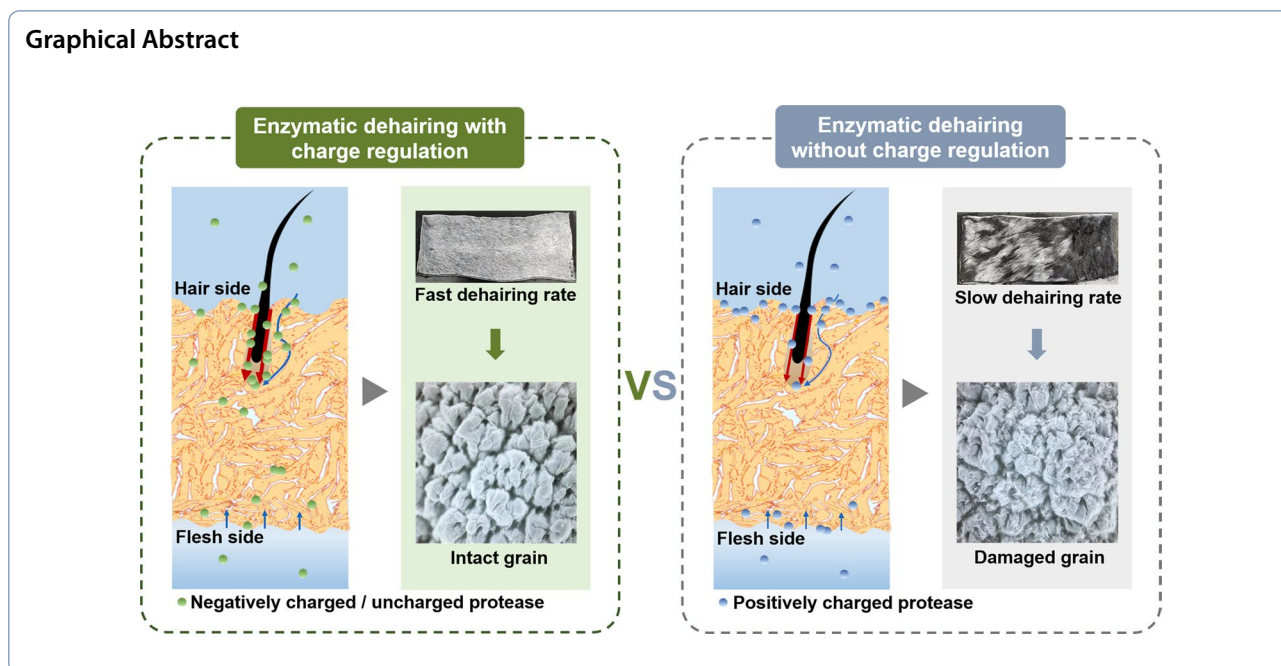 Graphical Abstract
Enzymatic dehairing with
charge regulation
Hair side
Flesh side
Fast dehairing rate
Intact grain
Negatively charged / uncharged protease
VS
Enzymatic dehairing
without charge regulation
Hair side
Flesh side
Slow dehairing rate
Damaged grain
Positively charged protease